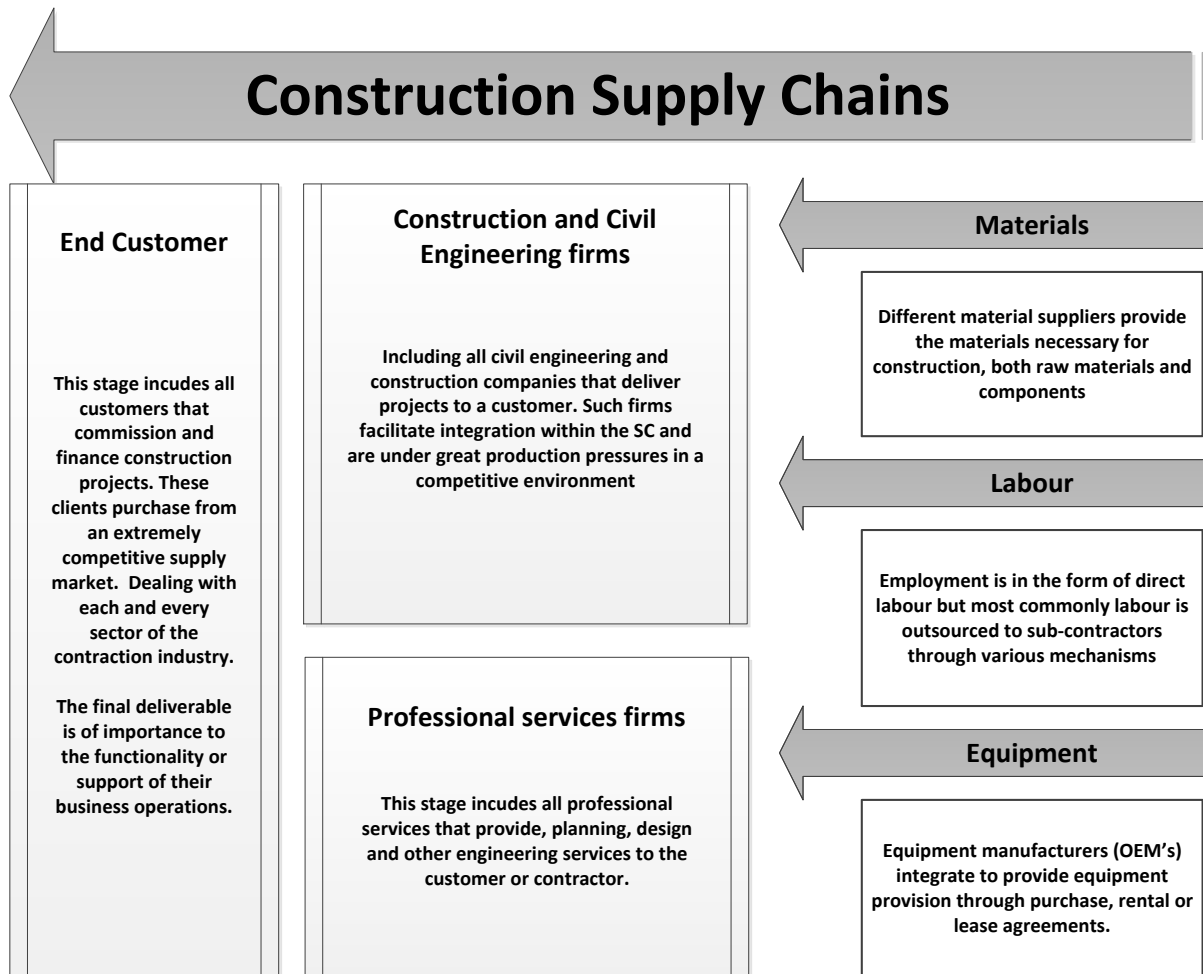 Construction Supply Chains
End Customer
This stage incudes all
customers that
commission and
finance construction
projects. These
clients purchase from
an extremely
competitive supply
market.  Dealing with
each and every
sector of the
contraction industry.
The final deliverable
is of importance to
the functionality or
support of their
business operations.
Construction and Civil
Engineering firms
Including all civil engineering and
construction companies that deliver
projects to a customer. Such firms
facilitate integration within the SC and
are under great production pressures in a
competitive environment
Professional services firms
This stage incudes all professional
services that provide, planning, design
and other engineering services to the
customer or contractor.
Materials
Different material suppliers provide
the materials necessary for
construction, both raw materials and
components
Labour
Employment is in the form of direct
labour but most commonly labour is
outsourced to sub-contractors
through various mechanisms
Equipment
Equipment manufacturers (OEM's)
integrate to provide equipment
provision through purchase, rental or
lease agreements.